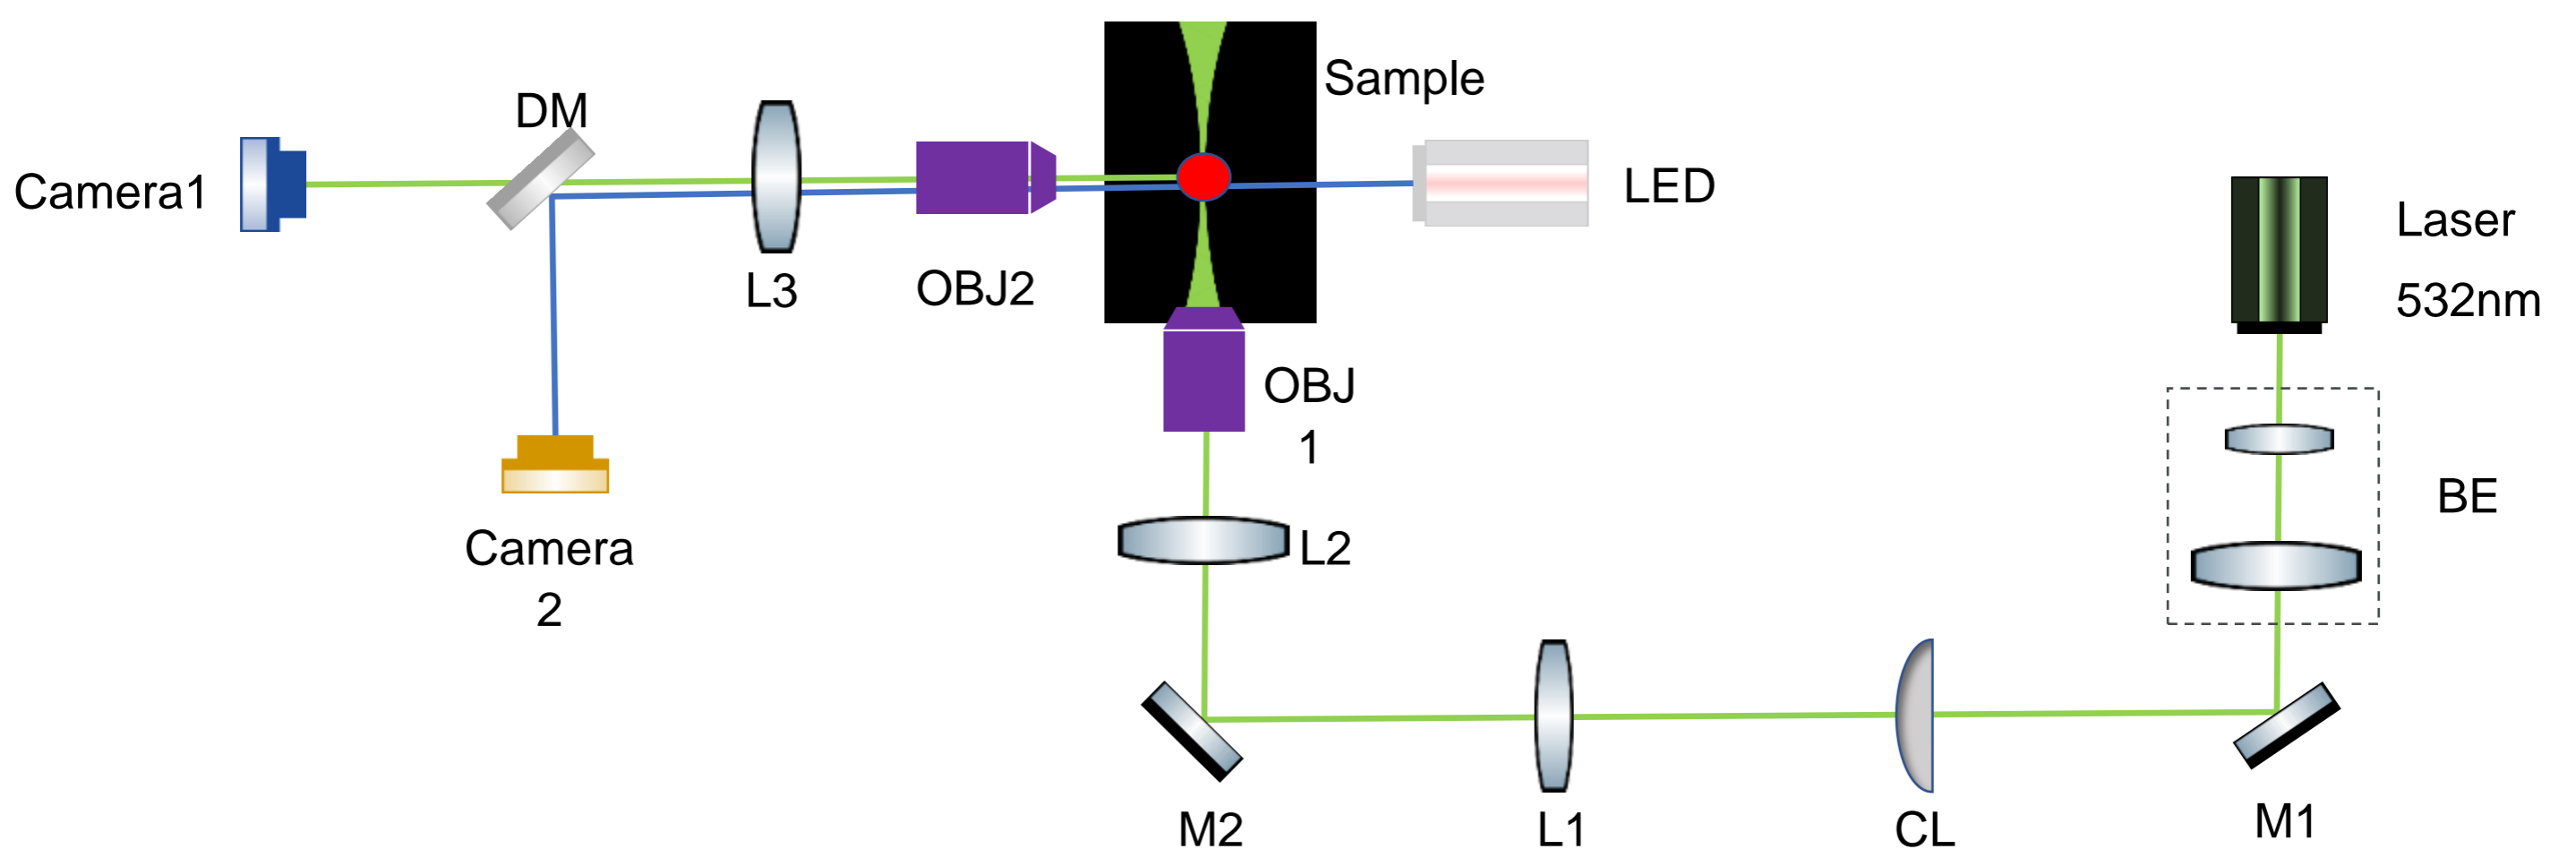 Sample
DM
Camera1
LED
Laser
532nm
L3
OBJ2
OBJ
1
BE
Camera
2
L2
M2
L1
CL
M1